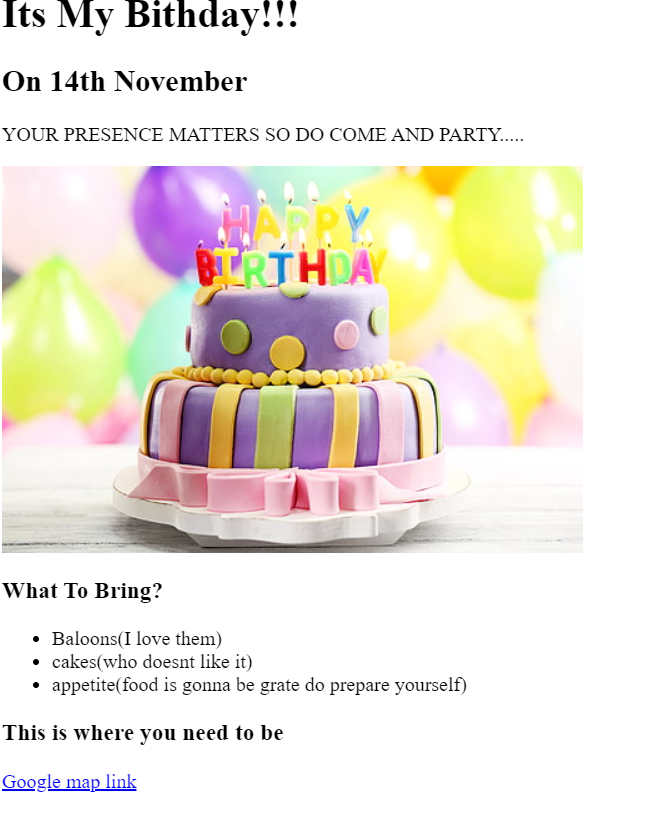 Its My Bithday!!!
On 14th November
YOUR PRESENCE MATTERS SO DO COME AND PARTY.....
HAPPY
BIRTHDAY
What To Bring?
Baloons(I love them)
cakes(who doesnt like it)
appetite(food is gonna be grate do prepare yourself)
This is where you need to be
Google map link